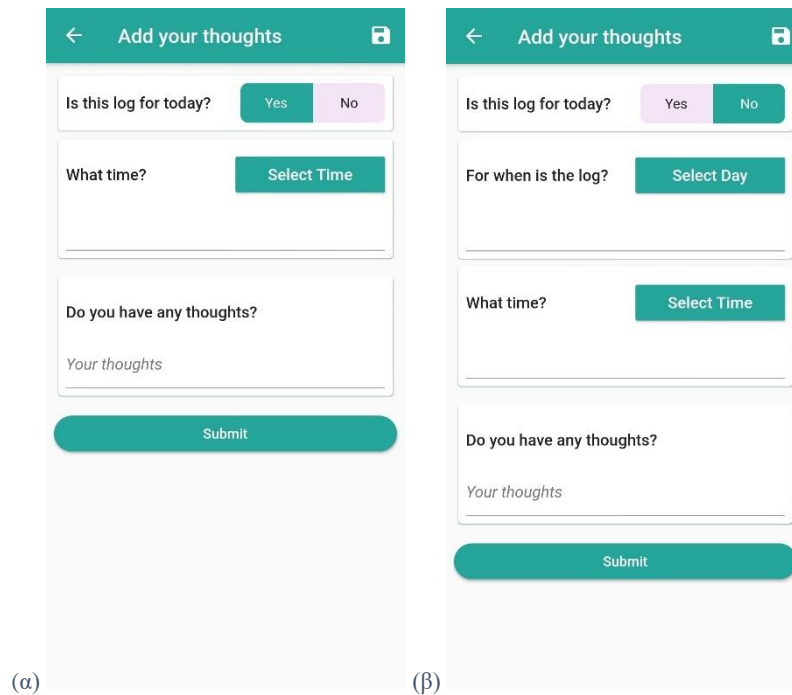 Add your thoughts
Is this log for today? Yes No
What time? Select Time
Do you have any thoughts?
Your thoughts
Submit
(α)
Add your thoughts
Is this log for today? Yes No
For when is the log? Select Day
What time? Select Time
Do you have any thoughts?
Your thoughts
Submit
(β)